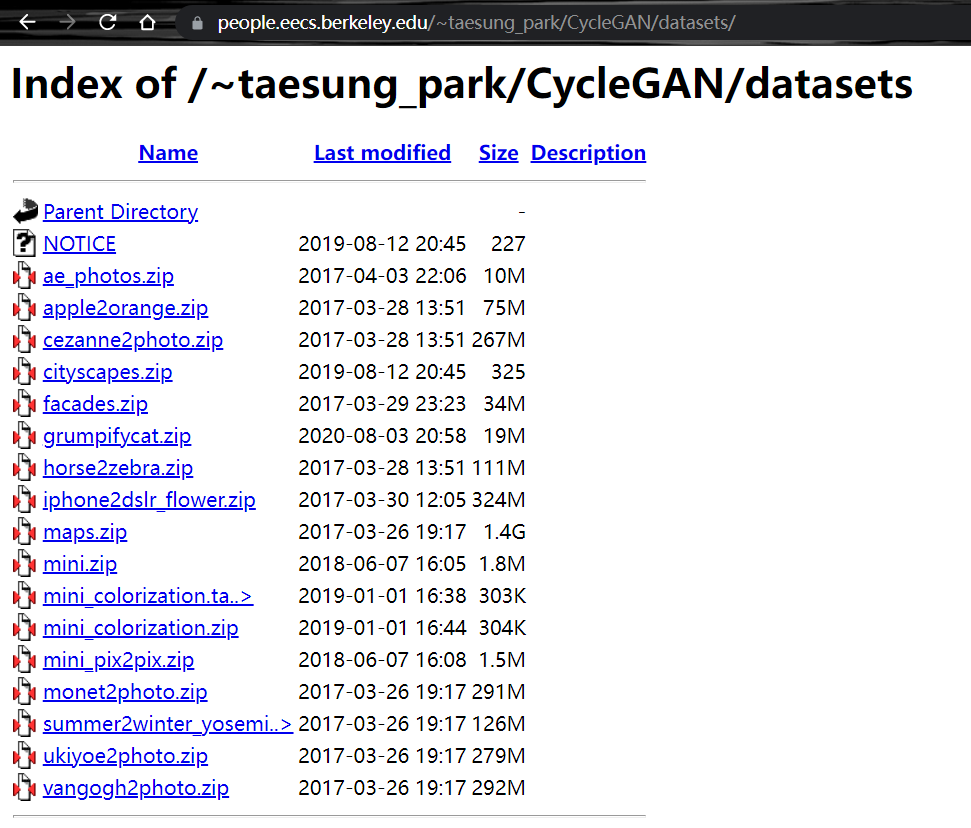 people.eecs.berkeley.edu/~taesung_park/CycleGAN/datasets/
Index of /~taesung_park/CycleGAN/datasets
Name Last modified Size Description
Parent Directory -
NOTICE 2019-08-12 20:45 227
ae_photos.zip 2017-04-03 22:06 10M
apple2orange.zip 2017-03-28 13:51 75M
cezanne2photo.zip 2017-03-28 13:51 267M
cityscapes.zip 2019-08-12 20:45 325
facades.zip 2017-03-29 23:23 34M
grumpifycat.zip 2020-08-03 20:58 19M
horse2zebra.zip 2017-03-28 13:51 111M
iphone2dslr_flower.zip 2017-03-30 12:05 324M
maps.zip 2017-03-26 19:17 1.4G
mini.zip 2018-06-07 16:05 1.8M
mini_colorization.ta..> 2019-01-01 16:38 303K
mini_colorization.zip 2019-01-01 16:44 304K
mini_pix2pix.zip 2018-06-07 16:08 1.5M
monet2photo.zip 2017-03-26 19:17 291M
summer2winter_yosemi..> 2017-03-26 19:17 126M
ukiyoe2photo.zip 2017-03-26 19:17 279M
vangogh2photo.zip 2017-03-26 19:17 292M